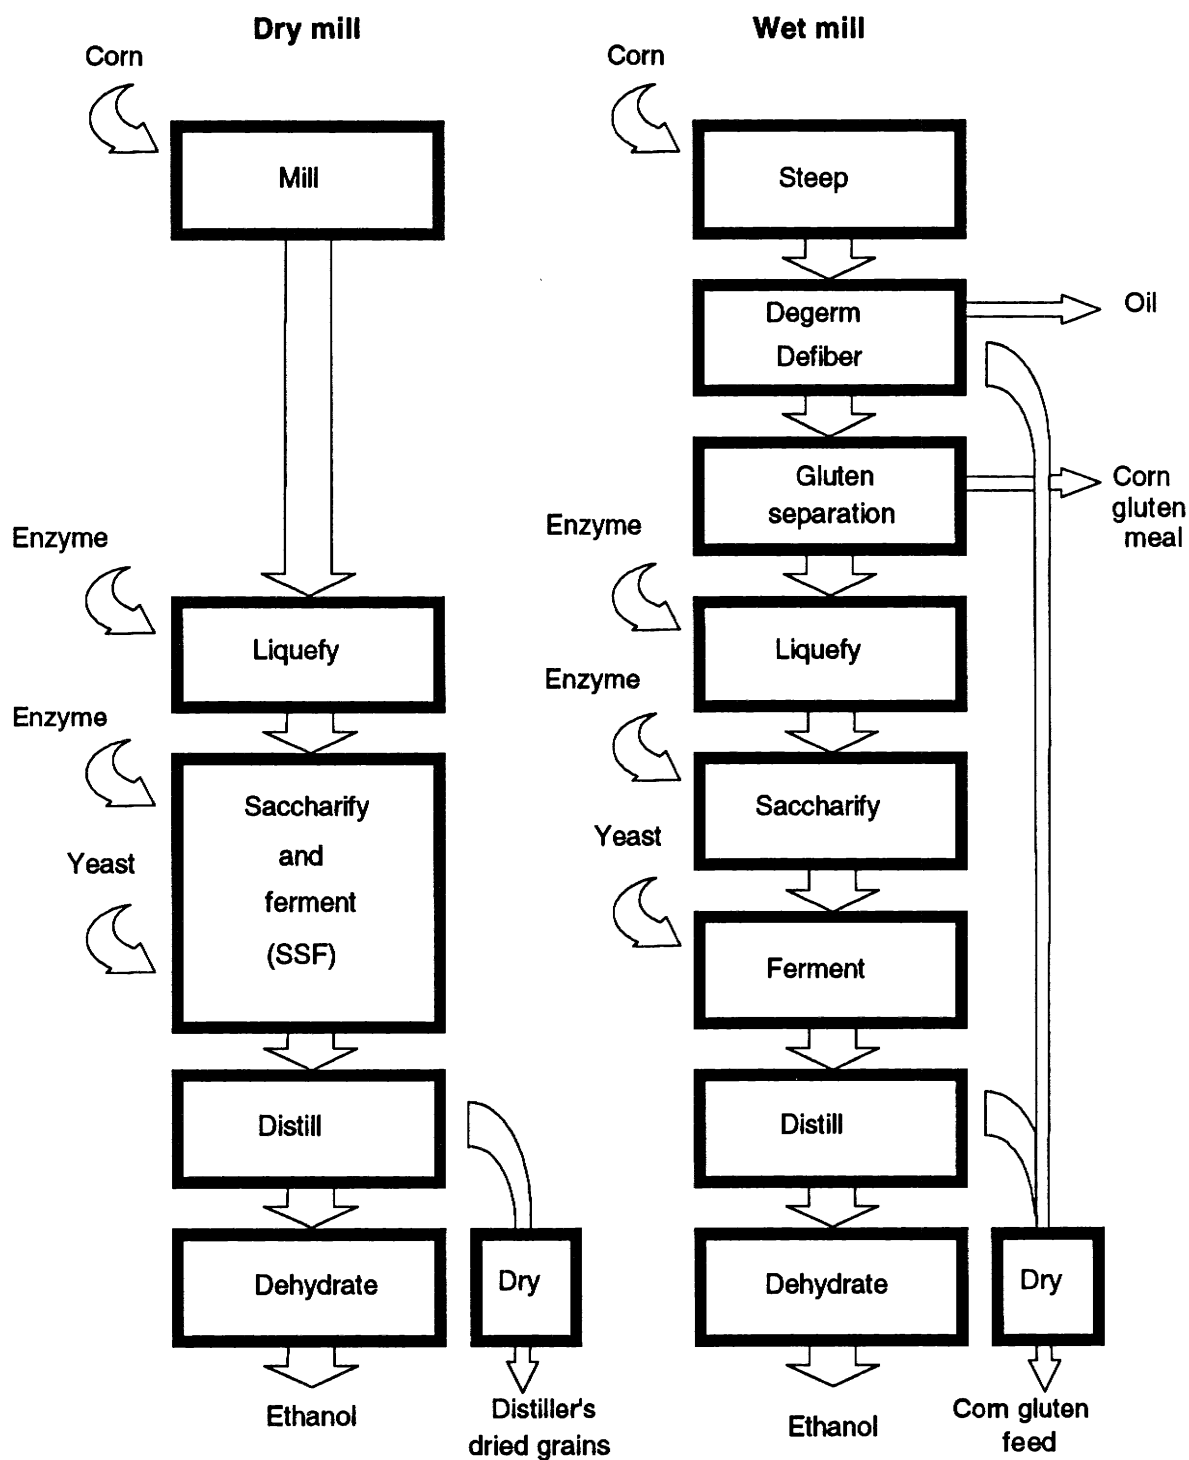 Dry mill
Corn
Mill
Enzyme
Liquefy
Enzyme
Saccharify
and
ferment
(SSF)
Yeast
Distill
Dehydrate
Dry
Ethanol
Distiller's
dried grains
Wet mill
Corn
Steep
Degerm
Defiber
Oil
Gluten
separation
Corn
gluten
meal
Enzyme
Liquefy
Enzyme
Saccharify
Yeast
Ferment
Distill
Dehydrate
Dry
Ethanol
Corn gluten
feed